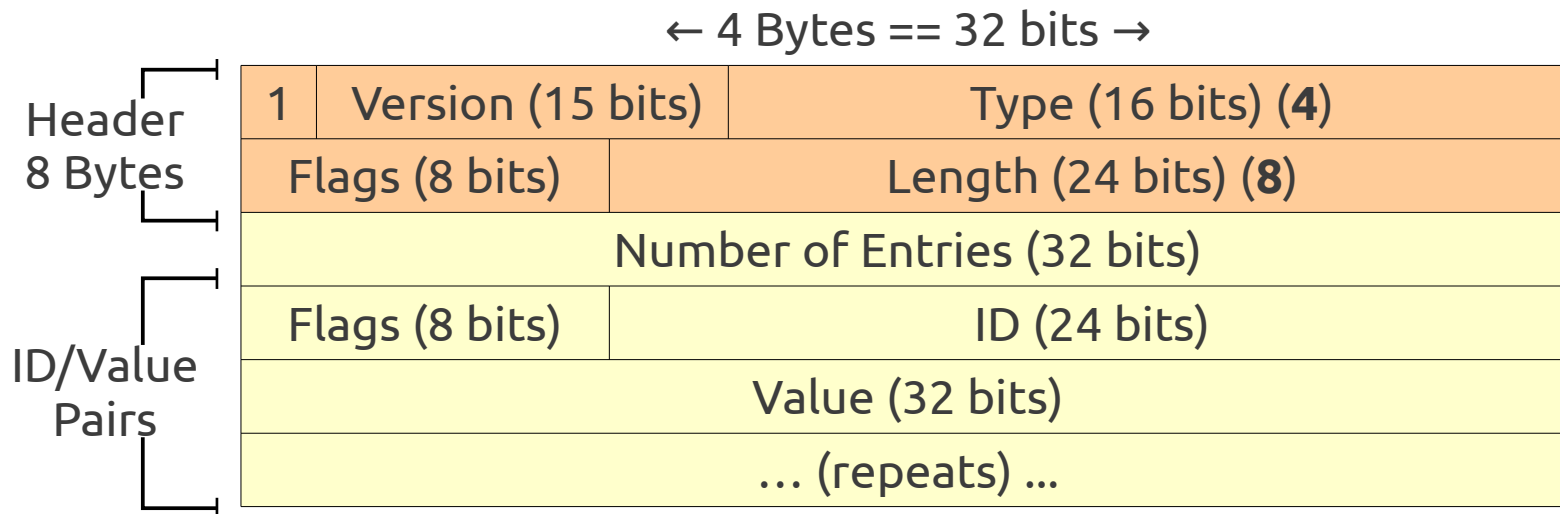 ← 4 Bytes == 32 bits →
Header
8 Bytes
1 Version (15 bits) Type (16 bits) (4)
Flags (8 bits) Length (24 bits) (8)
Number of Entries (32 bits)
ID/Value
Pairs
Flags (8 bits) ID (24 bits)
Value (32 bits)
… (repeats) ...